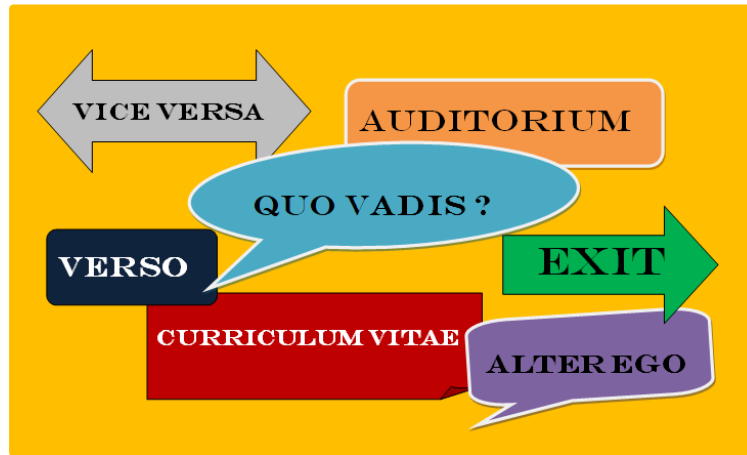 VICE VERSA
AUDITORIUM
QUO VADIS ?
VERSO
EXIT
CURRICULUM VITAE
ALTER EGO